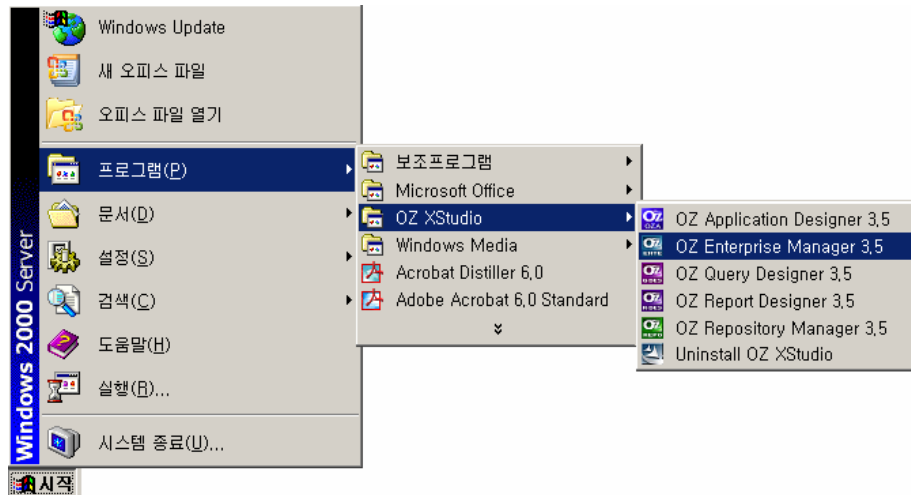 Windows 2000 Server
Windows Update
새 오피스 파일
오피스 파일 열기
프로그램(P)
문서(D)
설정(S)
검색(C)
도움말(H)
실행(R)...
시스템 종료(U)...
시작
보조프로그램
Microsoft Office
OZ XStudio
Windows Media
Acrobat Distiller 6.0
Adobe Acrobat 6.0 Standard
OZ Application Designer 3.5
OZ Enterprise Manager 3.5
OZ Query Designer 3.5
OZ Report Designer 3.5
OZ Repository Manager 3.5
Uninstall OZ XStudio